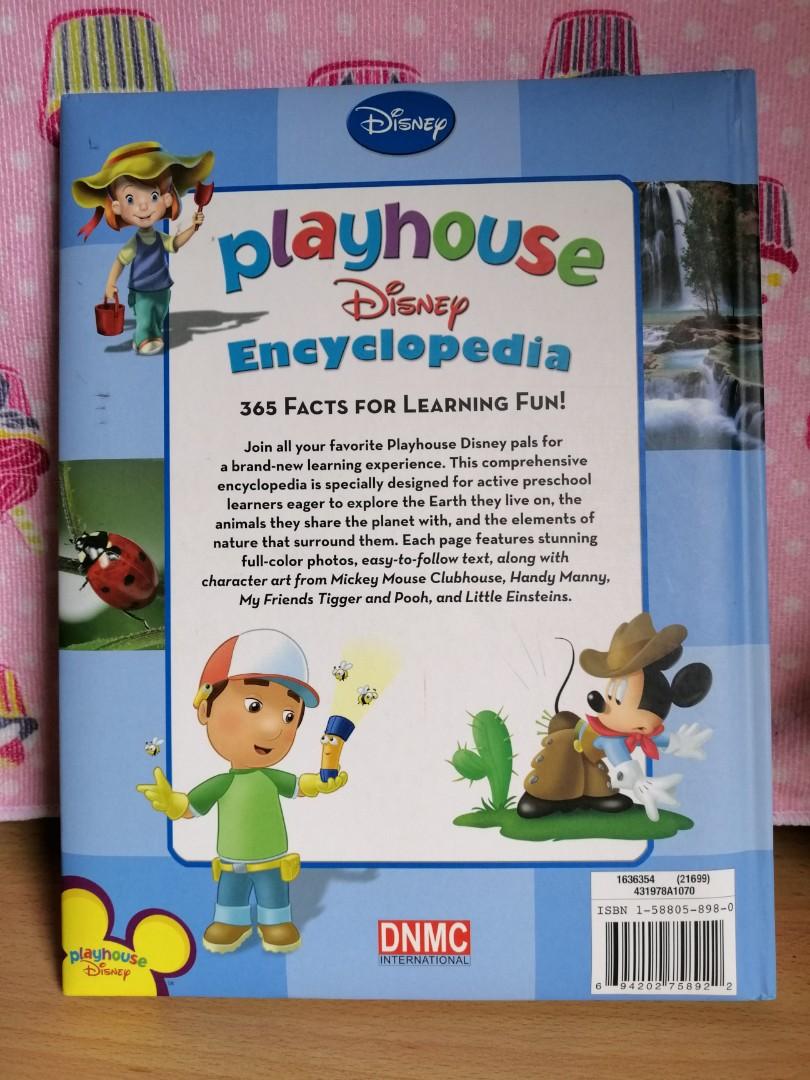 Disney
playhouse
Disney
Encyclopedia
365 Facts for Learning Fun!
Join all your favorite Playhouse Disney pals for
a brand-new learning experience. This comprehensive
encyclopedia is specially designed for active preschool
learners eager to explore the Earth they live on, the
animals they share the planet with, and the elements of
nature that surround them. Each page features stunning
full-color photos, easy-to-follow text, along with
character art from Mickey Mouse Clubhouse, Handy Manny,
My Friends Tigger and Pooh, and Little Einsteins.
playhouse
Disney
DNMC
INTERNATIONAL
1636354 (21699)
431978A1070
ISBN 1-58805-898-0
6 94202 75892 2